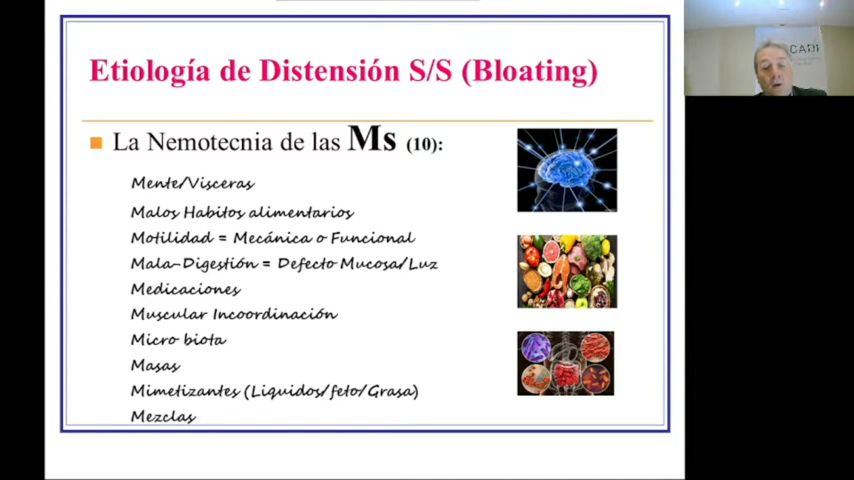 Etiología de Distensión S/S (Bloating)
La Nemotecnia de las Ms (10):
Mente/Visceras
Malos Habitos alimentarios
Motilidad = Mecánica o Funcional
Mala-Digestión = Defecto Mucosa/Luz
Medicaciones
Muscular Incoordinación
Micro biota
Masas
Mimetizantes (Liquidos/feto/Grasa)
Mezclas